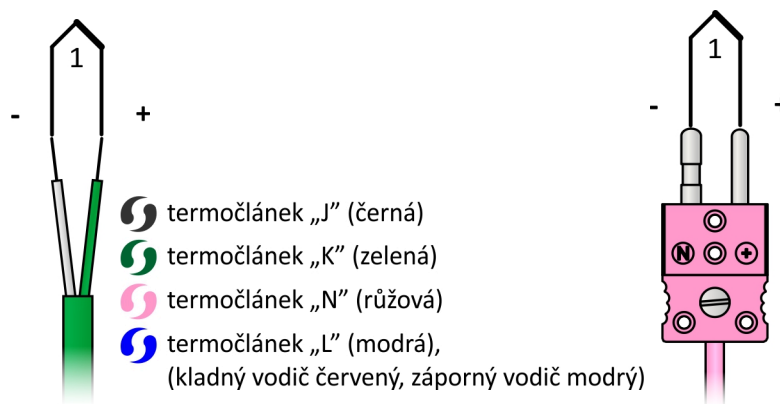 1
- +
termočlánek „J” (černá)
termočlánek „K” (zelená)
termočlánek „N” (růžová)
termočlánek „L” (modrá),
(kladný vodič červený, záporný vodič modrý)
1
- +
N +